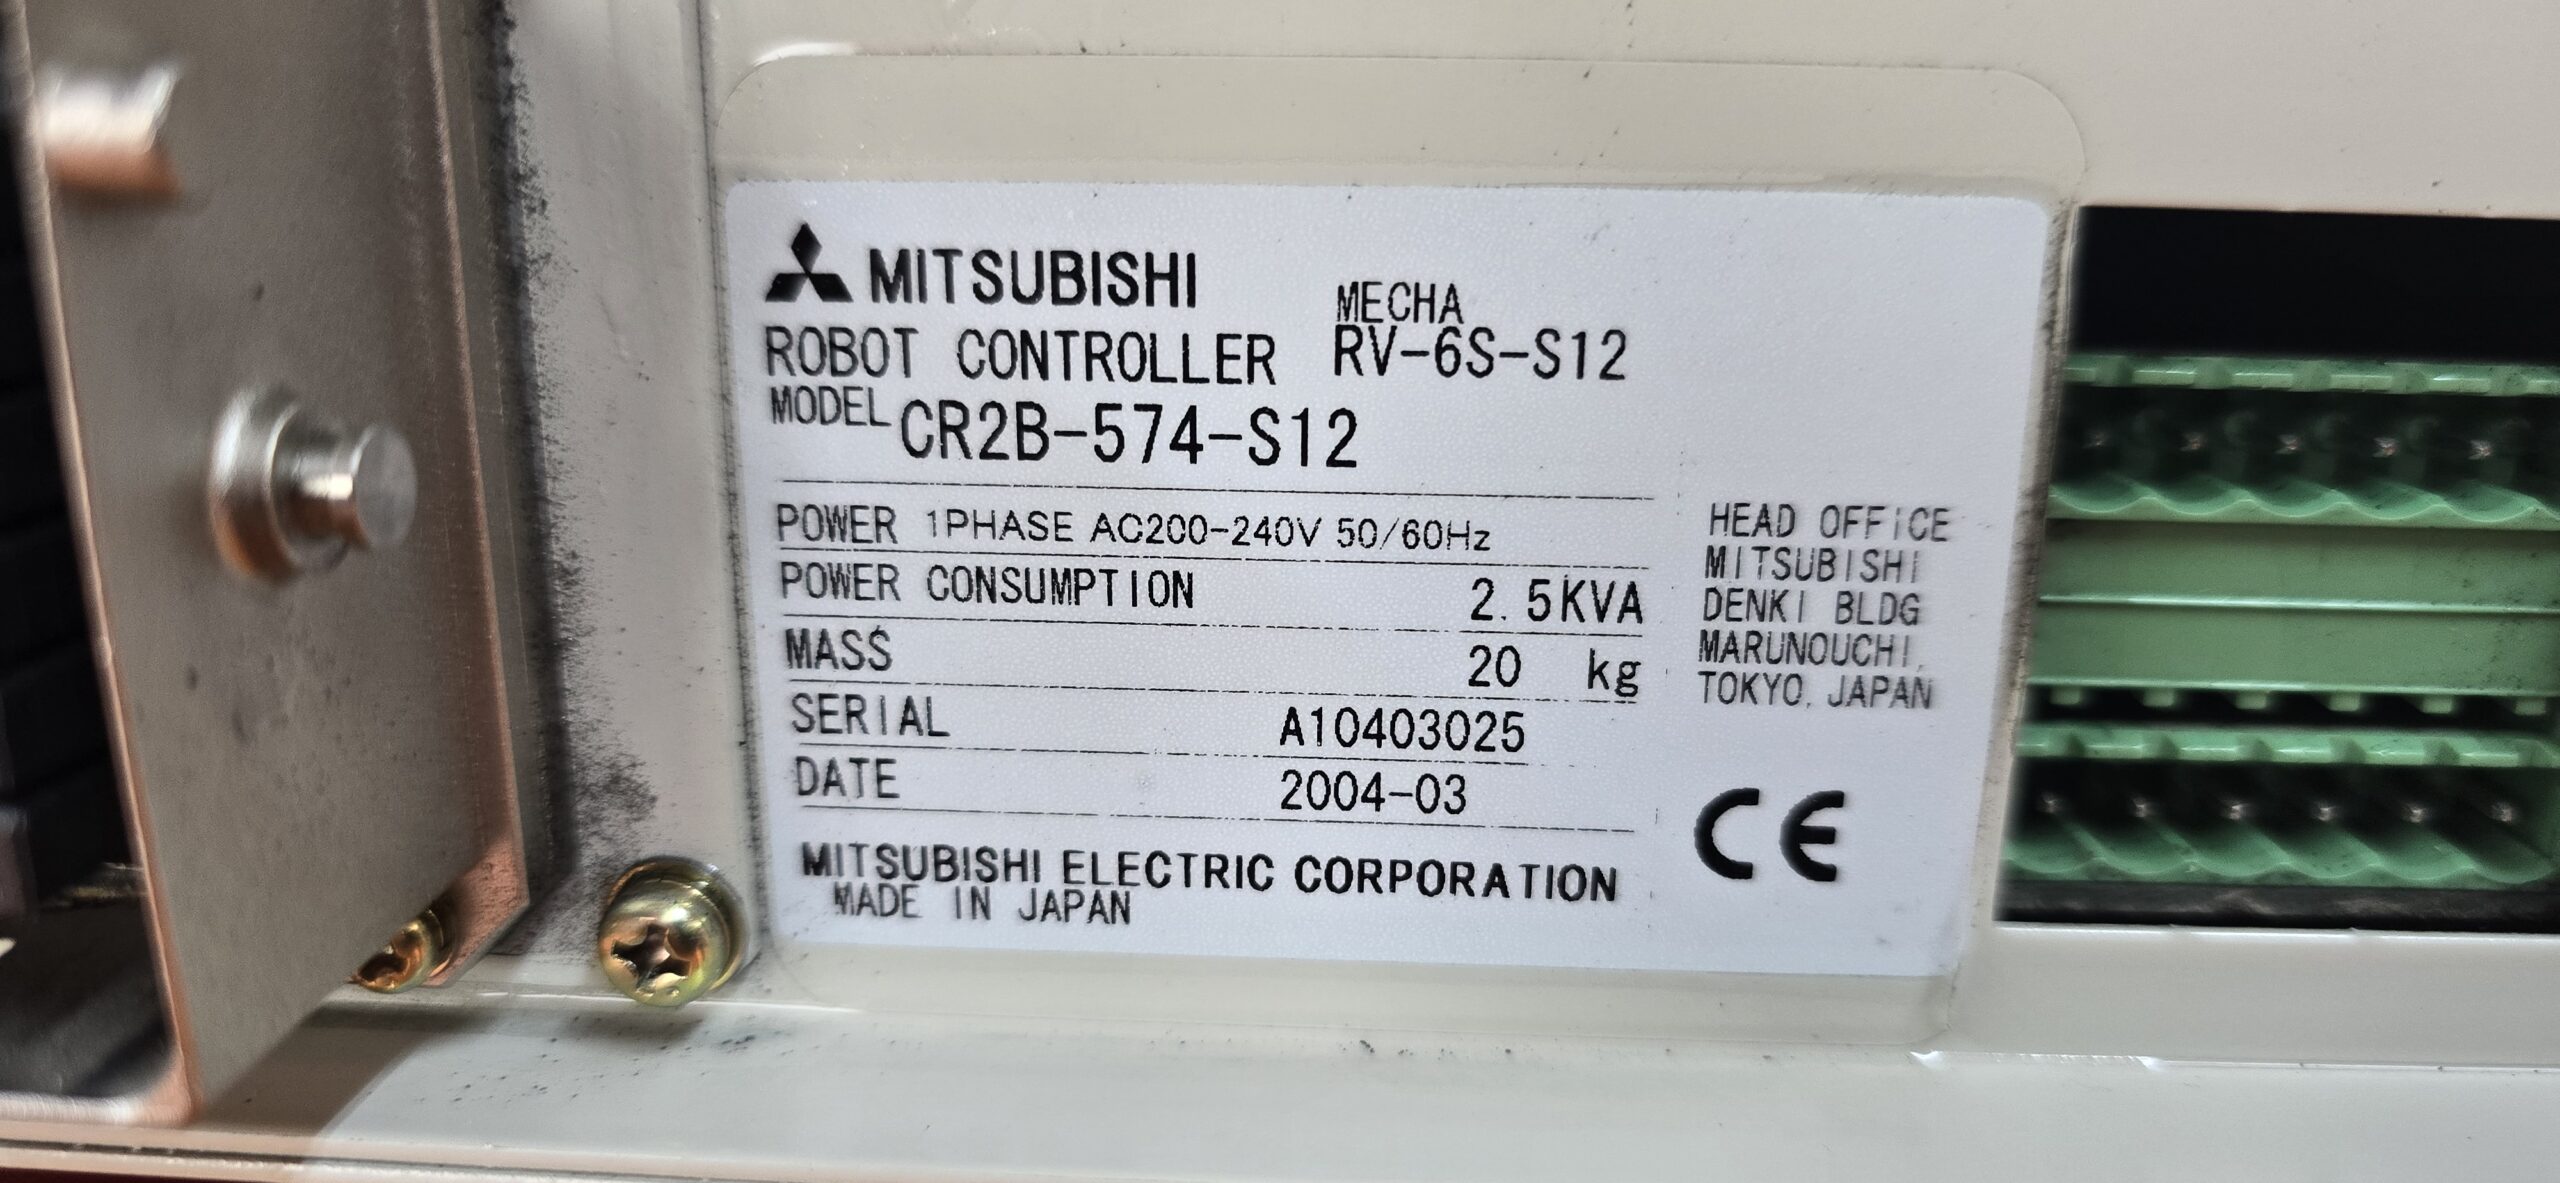 MITSUBISHI
ROBOT CONTROLLER
MECHA
RV-6S-S12
MODEL CR2B-574-S12
POWER 1PHASE AC200-240V 50/60Hz
POWER CONSUMPTION 2.5KVA
MASS 20 kg
SERIAL A10403025
DATE 2004-03
MITSUBISHI ELECTRIC CORPORATION
MADE IN JAPAN
HEAD OFFICE
MITSUBISHI
DENKI BLDG
MARUNOUCHI,
TOKYO, JAPAN
CE